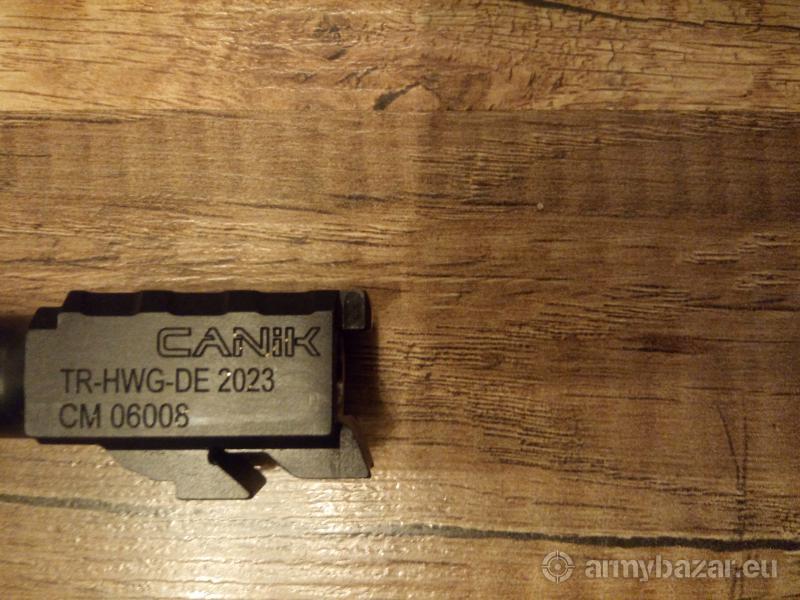 CANiK
TR-HWG-DE 2023
CM 06008
armybazar.eu